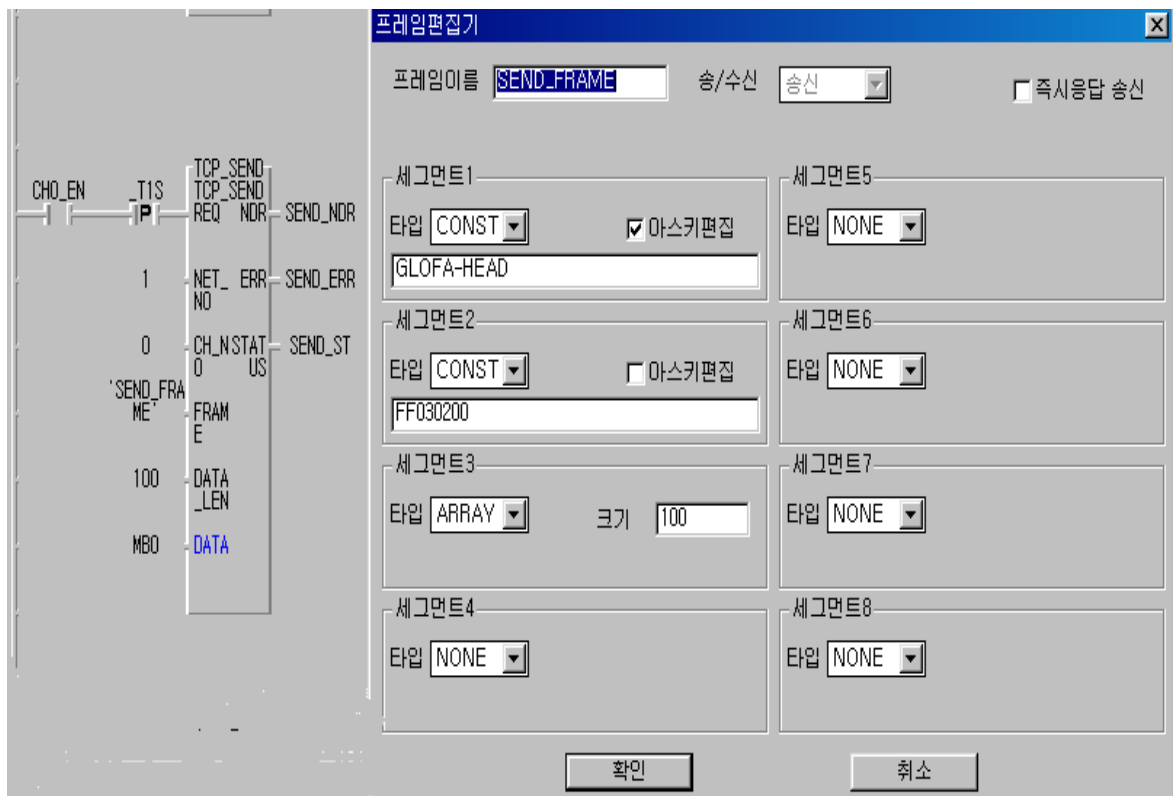 프레임편집기
프레임이름 SEND_FRAME 송/수신 송신 즉시응답 송신
TCP_SEND
CH0_EN _T1S TCP_SEND
P REQ NDR SEND_NDR
1 NET_ ERR SEND_ERR
NO
0 CH_N STAT SEND_ST
O US
'SEND_FRA
ME' FRAM
E
100 DATA
_LEN
MB0 DATA
세그먼트1
타입 CONST 아스키편집
GLOFA-HEAD
세그먼트2
타입 CONST 아스키편집
FF030200
세그먼트3
타입 ARRAY 크기 100
세그먼트4
타입 NONE
세그먼트5
타입 NONE
세그먼트6
타입 NONE
세그먼트7
타입 NONE
세그먼트8
타입 NONE
확인 취소